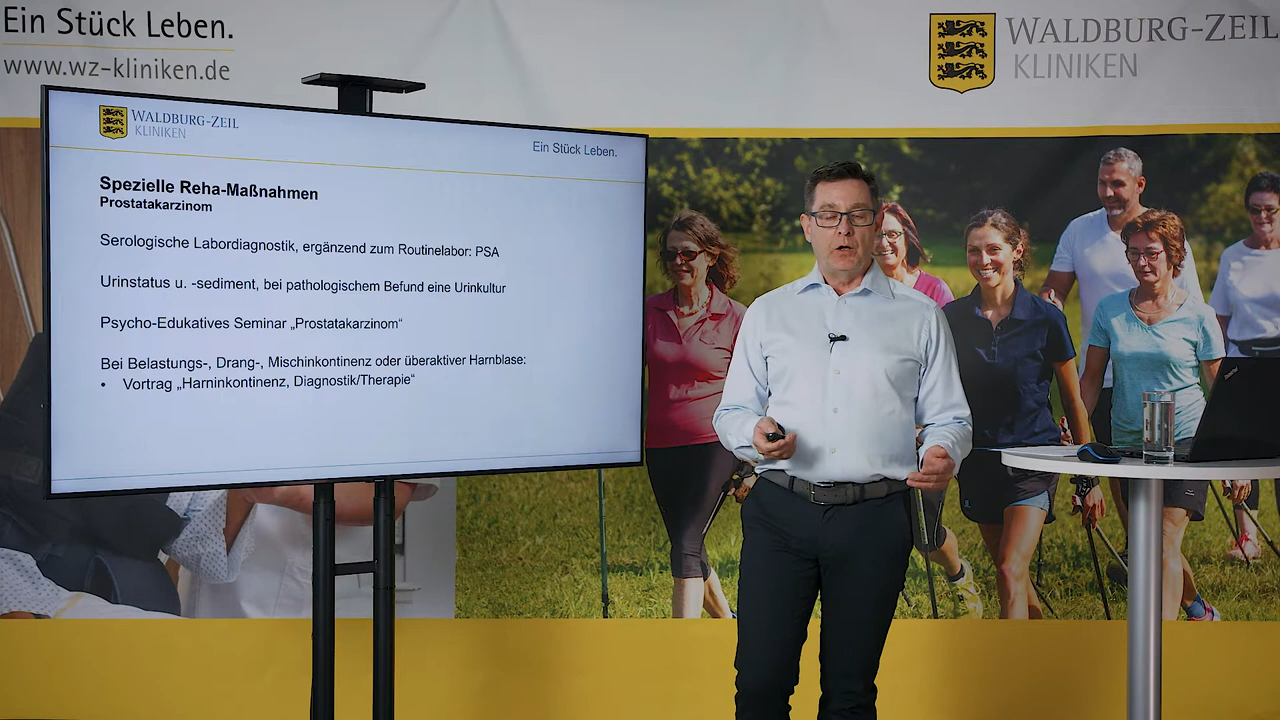 Ein Stück Leben.
www.wz-kliniken.de
WALDBURG-ZEIL
KLINIKEN
WALDBURG-ZEIL
KLINIKEN
Ein Stück Leben.
Spezielle Reha-Maßnahmen
Prostatakarzinom
Serologische Labordiagnostik, ergänzend zum Routinelabor: PSA
Urinstatus u. -sediment, bei pathologischem Befund eine Urinkultur
Psycho-Edukatives Seminar „Prostatakarzinom“
Bei Belastungs-, Drang-, Mischinkontinenz oder überaktiver Harnblase:
• Vortrag „Harninkontinenz, Diagnostik/Therapie“
ThinkPad